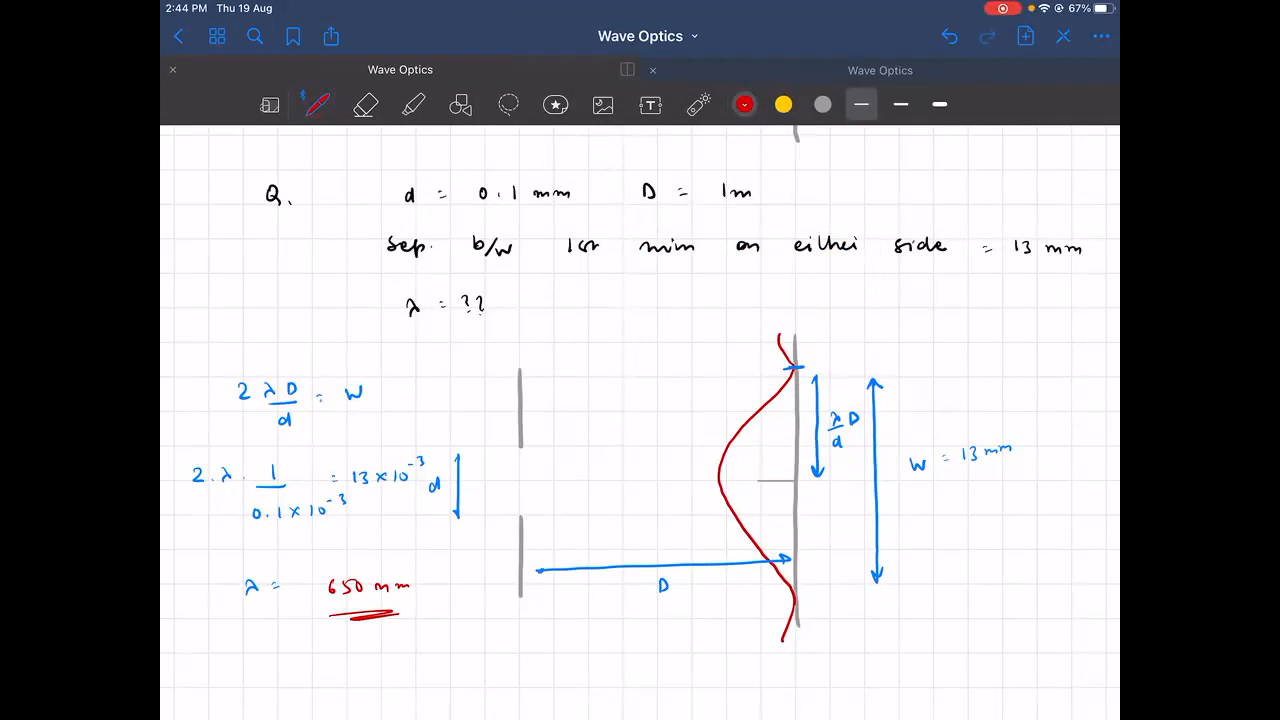 2:44 PM Thu 19 Aug
67%
Wave Optics
Wave Optics
Wave Optics
Q. d = 0.1 mm D = 1m
Sep. b/w 1st min on either side = 13 mm
λ = ??
2 λD/d = W
2.λ. 1/0.1×10⁻³ = 13×10⁻³
d
λ/d D
W = 13 mm
D
λ = 650 nm